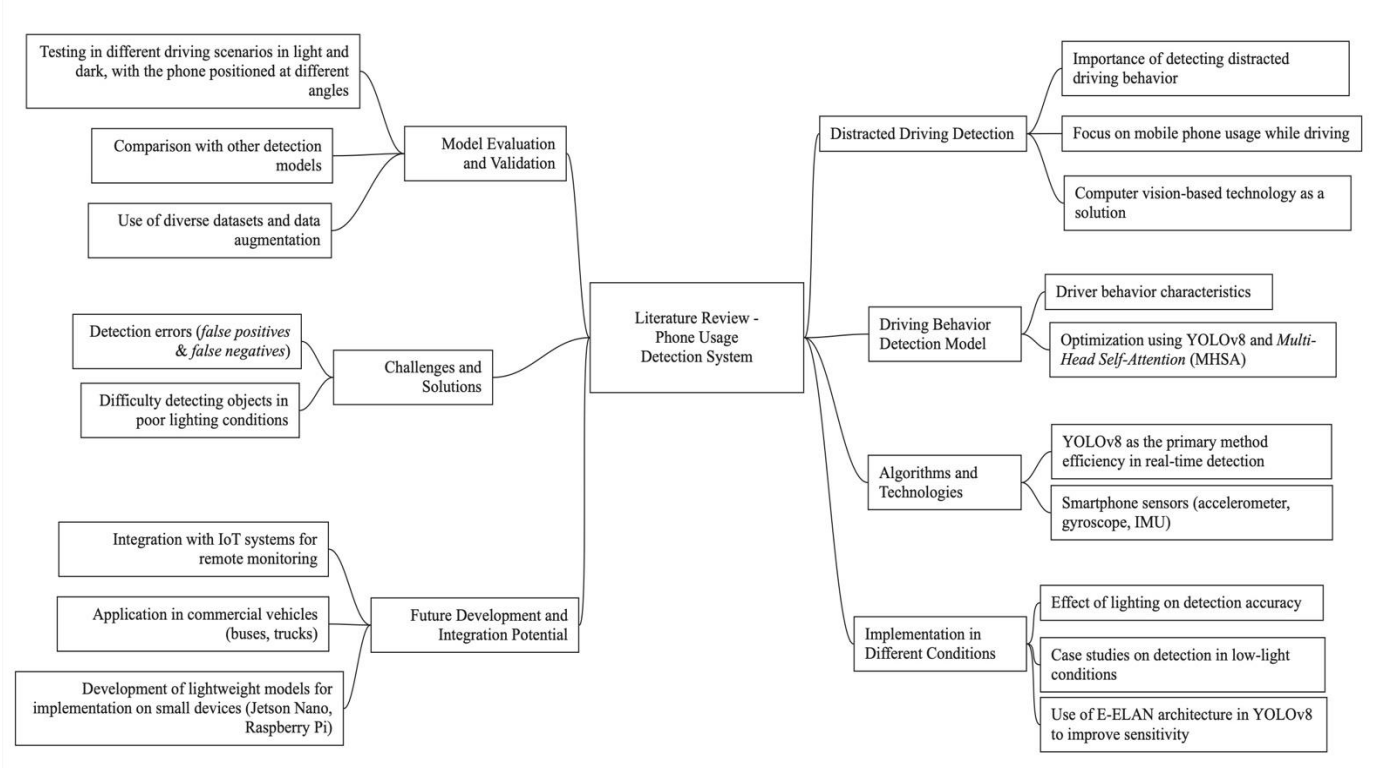 Testing in different driving scenarios in light and
dark, with the phone positioned at different
angles
Comparison with other detection
models
Use of diverse datasets and data
augmentation
Model Evaluation
and Validation
Detection errors (false positives
& false negatives)
Difficulty detecting objects in
poor lighting conditions
Challenges and
Solutions
Integration with IoT systems for
remote monitoring
Application in commercial vehicles
(buses, trucks)
Development of lightweight models for
implementation on small devices (Jetson Nano,
Raspberry Pi)
Future Development and
Integration Potential
Literature Review -
Phone Usage
Detection System
Distracted Driving Detection
Importance of detecting distracted
driving behavior
Focus on mobile phone usage while driving
Computer vision-based technology as a
solution
Driving Behavior
Detection Model
Driver behavior characteristics
Optimization using YOLOv8 and Multi-
Head Self-Attention (MHSA)
Algorithms and
Technologies
YOLOv8 as the primary method
efficiency in real-time detection
Smartphone sensors (accelerometer,
gyroscope, IMU)
Implementation in
Different Conditions
Effect of lighting on detection accuracy
Case studies on detection in low-light
conditions
Use of E-ELAN architecture in YOLOv8
to improve sensitivity